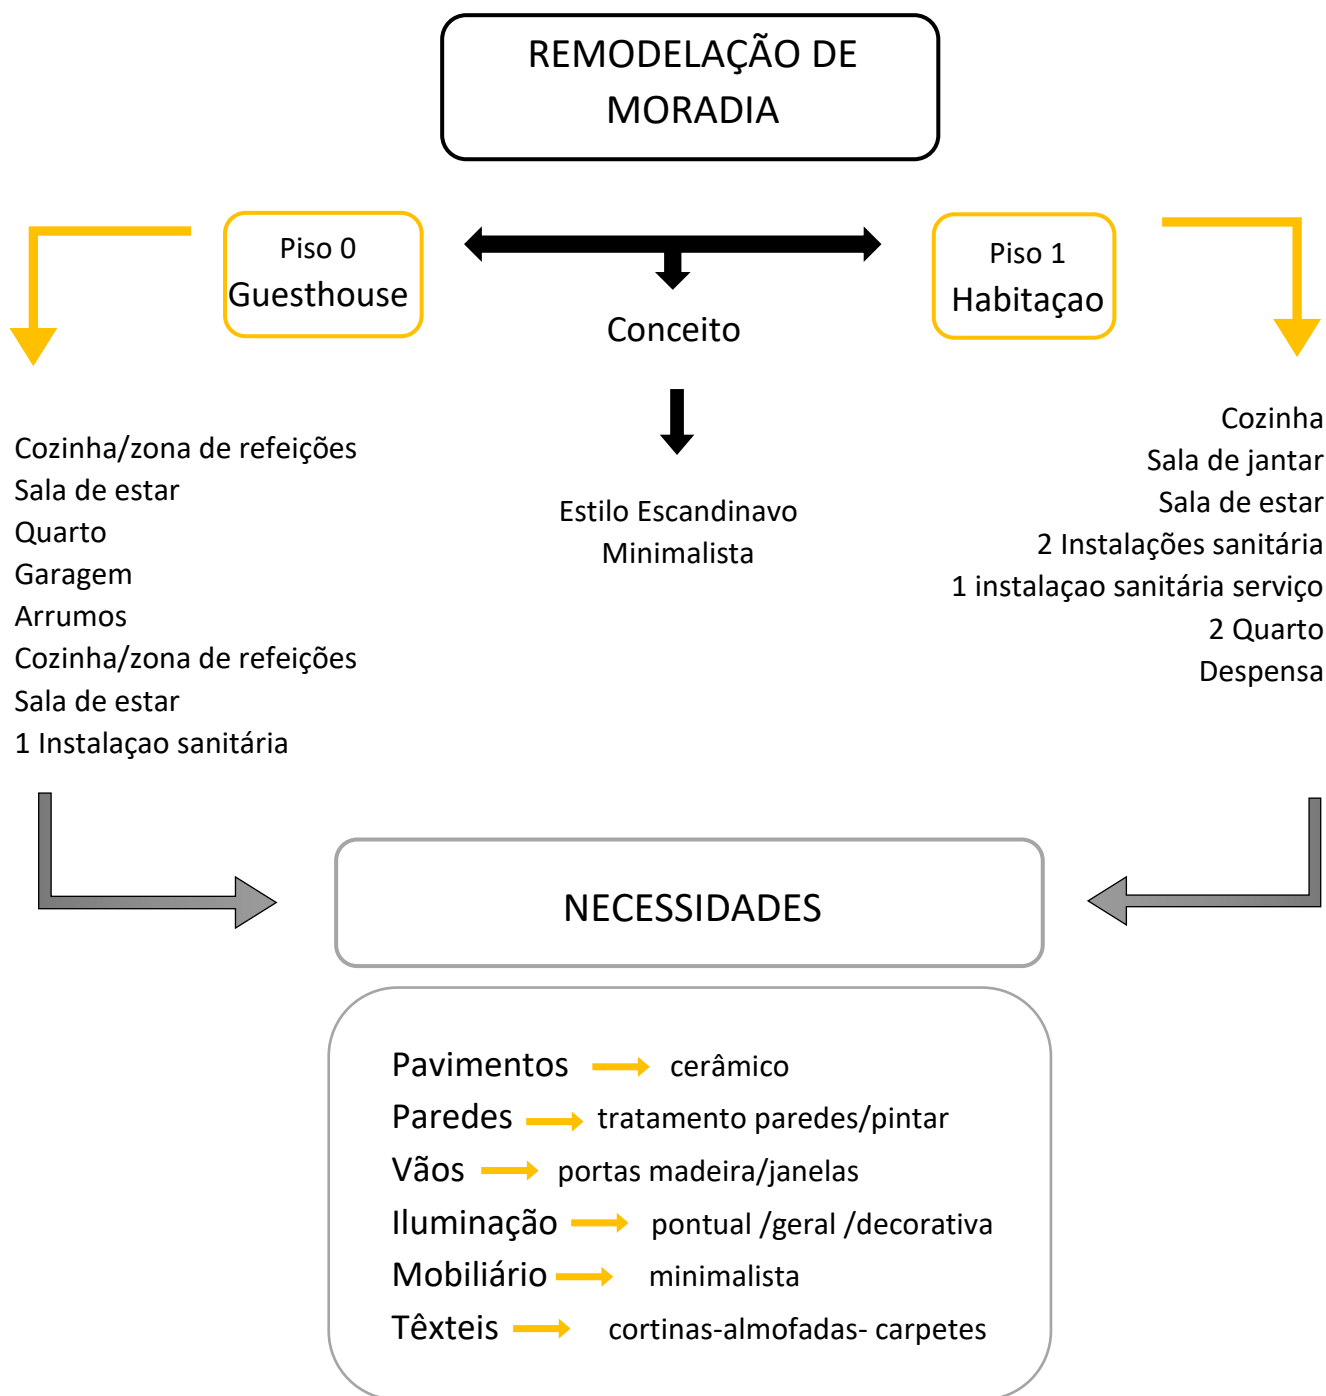 REMODELAÇÃO DE
MORADIA
Piso 0
Guesthouse
Conceito
Piso 1
Habitaçao
Cozinha/zona de refeições
Sala de estar
Quarto
Garagem
Arrumos
Cozinha/zona de refeições
Sala de estar
1 Instalaçao sanitária
Estilo Escandinavo
Minimalista
Cozinha
Sala de jantar
Sala de estar
2 Instalações sanitária
1 instalaçao sanitária serviço
2 Quarto
Despensa
NECESSIDADES
Pavimentos cerâmico
Paredes tratamento paredes/pintar
Vãos portas madeira/janelas
Iluminação pontual /geral /decorativa
Mobiliário minimalista
Têxteis cortinas-almofadas- carpetes